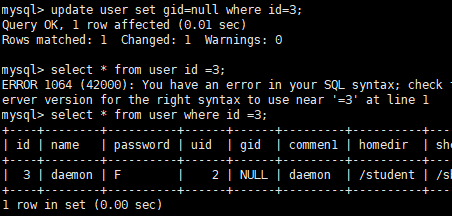 mysql> update user set gid=null where id=3;
Query OK, 1 row affected (0.01 sec)
Rows matched: 1  Changed: 1  Warnings: 0
mysql> select * from user id =3;
ERROR 1064 (42000): You have an error in your SQL syntax; check t
erver version for the right syntax to use near '=3' at line 1
mysql> select * from user where id =3;
+----+--------+----------+------+------+---------+----------+---
| id | name   | password | uid  | gid  | commen1 | homedir  | she
+----+--------+----------+------+------+---------+----------+---
|  3 | daemon | F        |    2 | NULL | daemon  | /student | /s
+----+--------+----------+------+------+---------+----------+---
1 row in set (0.00 sec)